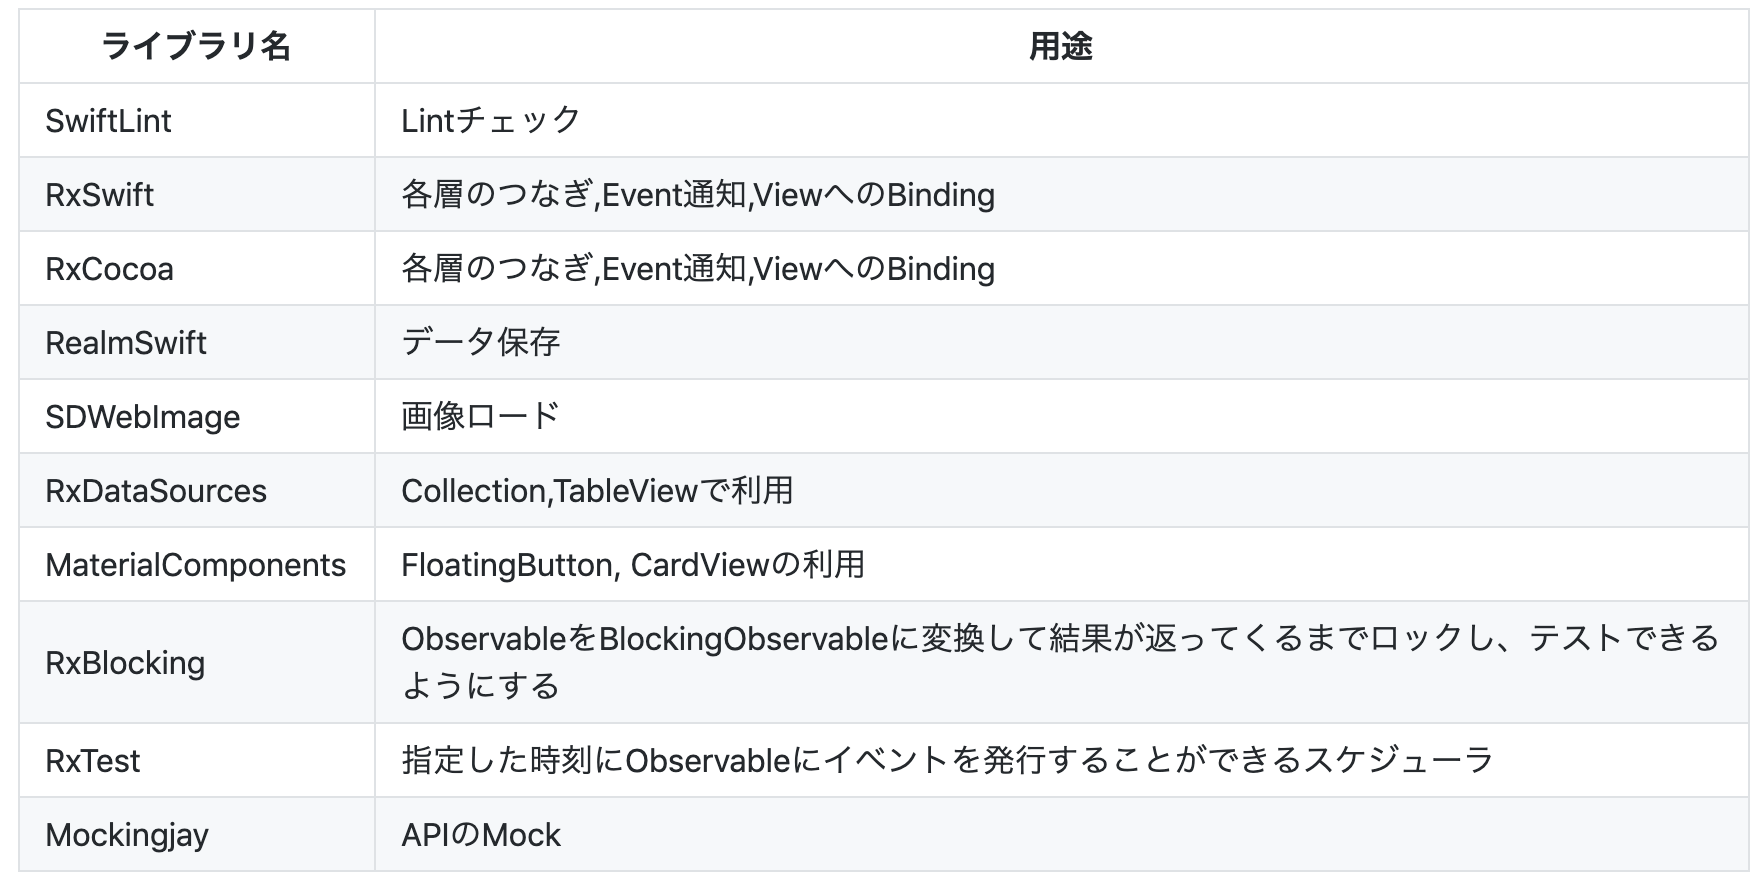 ライブラリ名 用途
SwiftLint Lintチェック
RxSwift 各層のつなぎ,Event通知,ViewへのBinding
RxCocoa 各層のつなぎ,Event通知,ViewへのBinding
RealmSwift データ保存
SDWebImage 画像ロード
RxDataSources Collection,TableViewで利用
MaterialComponents FloatingButton, CardViewの利用
RxBlocking ObservableをBlockingObservableに変換して結果が返ってくるまでロックし、テストできる
ようにする
RxTest 指定した時刻にObservableにイベントを発行することができるスケジューラ
Mockingjay APIのMock